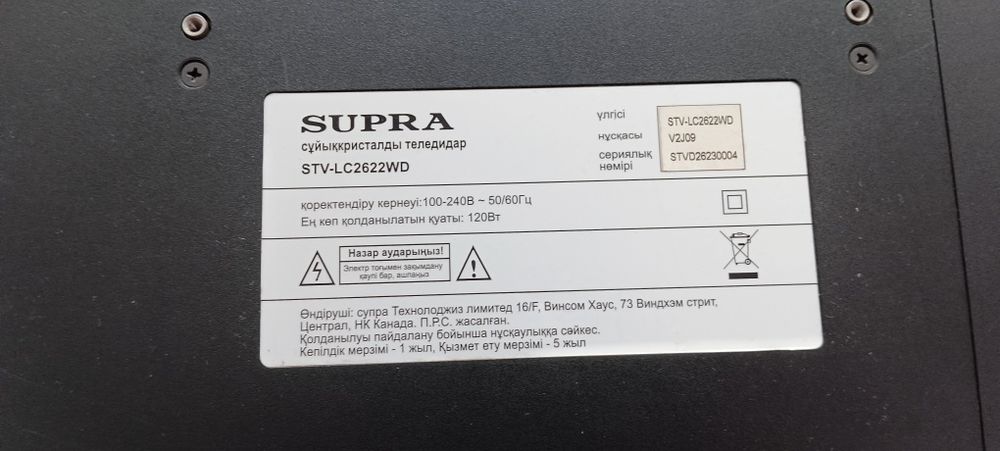 SUPRA
сұйыққристалды теледидар
STV-LC2622WD
үлгісі STV-LC2622WD
нұсқасы V2J09
сериялық нөмірі STVD26230004
қоректендіру кернеуі:100-240В ~ 50/60Гц
Ең көп қолданылатын қуаты: 120Вт
Назар аударыңыз!
Электр тоғымен зақымдану
қаупі бар, ашпаңыз
Өндіруші: супра Технолоджиз лимитед 16/F, Винсом Хаус, 73 Виндхэм стрит,
Централ, НК Канада. П.Р.С. жасалған.
Қолданылуы пайдалану бойынша нұсқаулыққа сәйкес.
Кепілдік мерзімі - 1 жыл, Қызмет ету мерзімі - 5 жыл